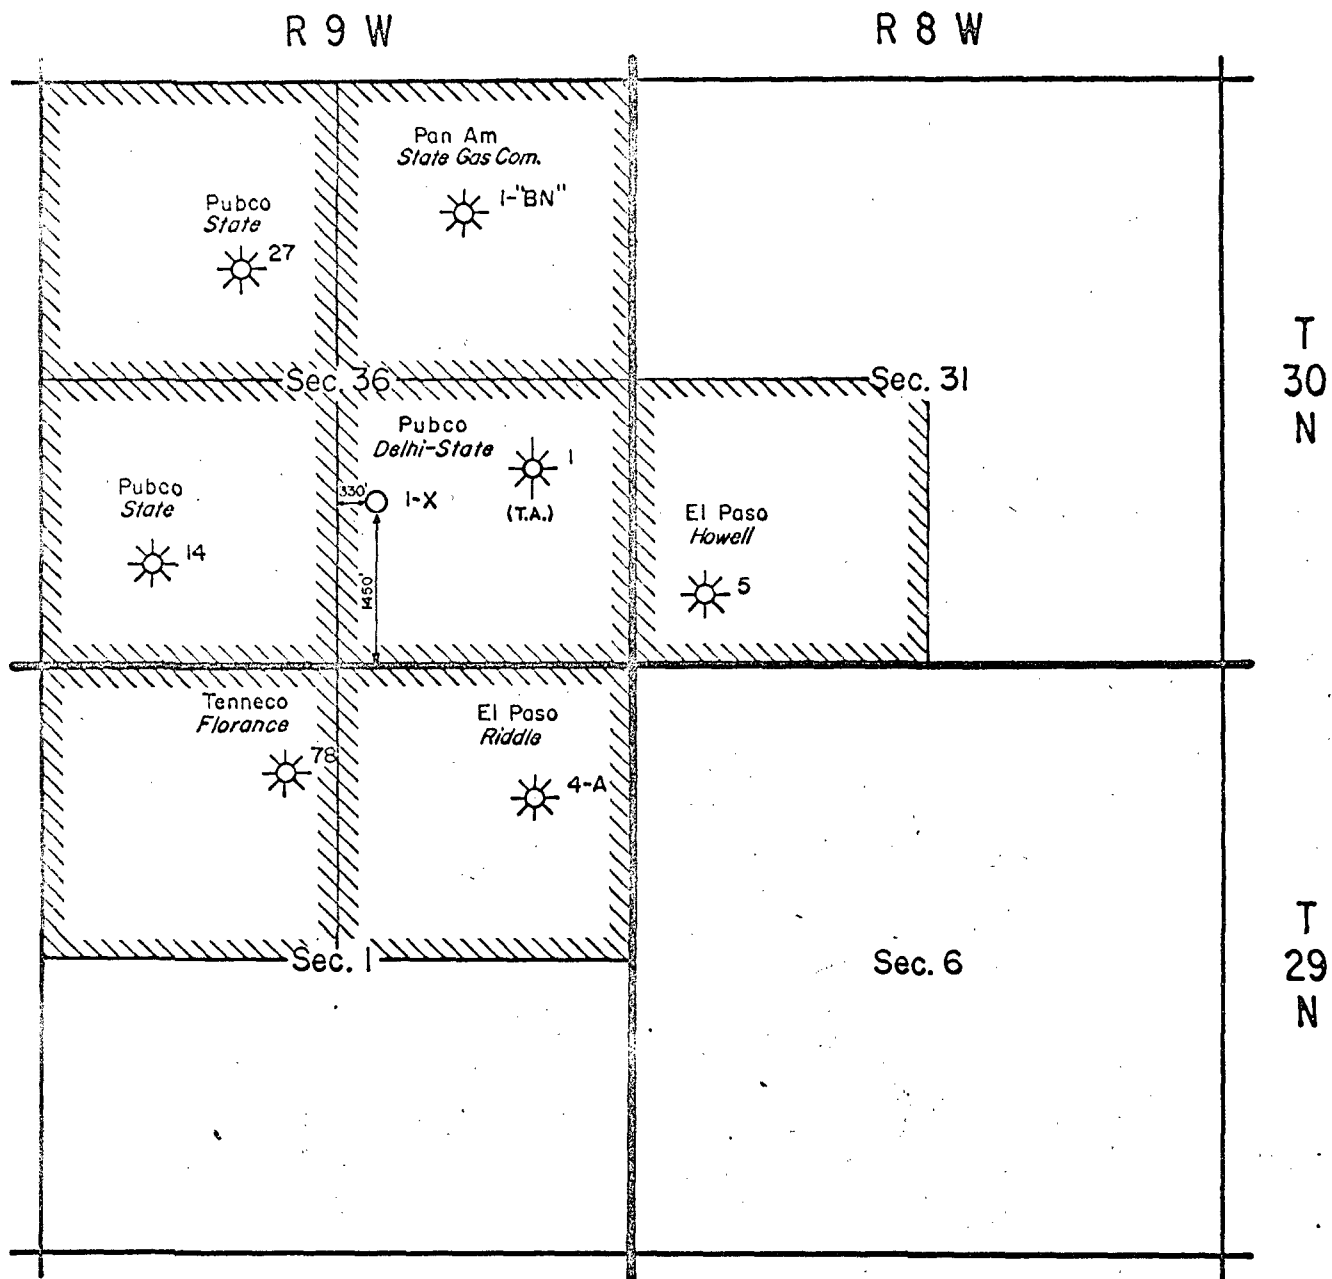 R 9 W
R 8 W
Pan Am
State Gas Com.
1-"BN"
Pubco
State
27
T
30
N
Sec. 36
Sec. 31
Pubco
Delhi-State
1
(T.A.)
330'
1-X
1450'
Pubco
State
14
El Paso
Howell
5
Tenneco
Florance
78
El Paso
Riddle
4-A
T
29
N
Sec. 1
Sec. 6